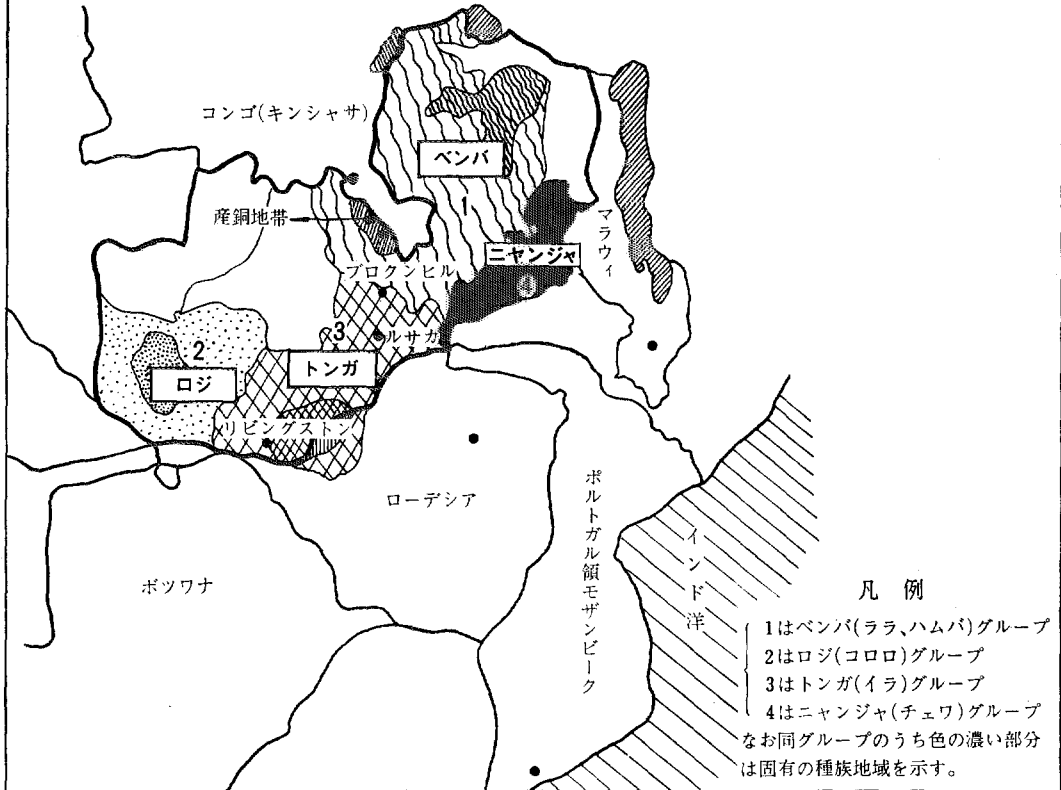 コンゴ(キンシャサ)
ベンバ
1
産銅地帯
マラウィ
ニヤンジャ
4
ブロクンヒル
3
ルサカ
2
トンガ
ロジ
リビングストン
ローデシア
ポルトガル領モザンビーク
インド洋
ボツワナ
凡例
1はベンバ(ララ、ハムバ)グループ
2はロジ(コロロ)グループ
3はトンガ(イラ)グループ
4はニャンジャ(チェワ)グループ
なお同グループのうち色の濃い部分
は固有の種族地域を示す。